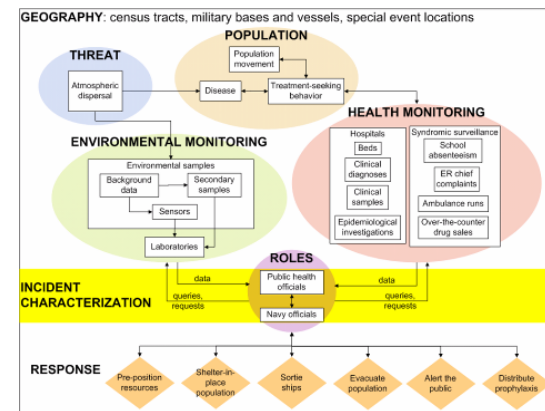 GEOGRAPHY: census tracts, military bases and vessels, special event locations
POPULATION
THREAT
Population
movement
Atmospheric
dispersal
Disease
Treatment-seeking
behavior
HEALTH MONITORING
ENVIRONMENTAL MONITORING
Environmental samples
Background
data
Secondary
samples
Sensors
Laboratories
Hospitals
Beds
Clinical
diagnoses
Clinical
samples
Epidemiological
investigations
Syndromic surveillance
School
absenteeism
ER chief
complaints
Ambulance runs
Over-the-counter
drug sales
ROLES
data
Public health
officials
data
INCIDENT
CHARACTERIZATION
queries,
requests
Navy officials
queries,
requests
RESPONSE
Pre-position
resources
Shelter-in-
place
population
Sortie
ships
Evacuate
population
Alert the
public
Distribute
prophylaxis